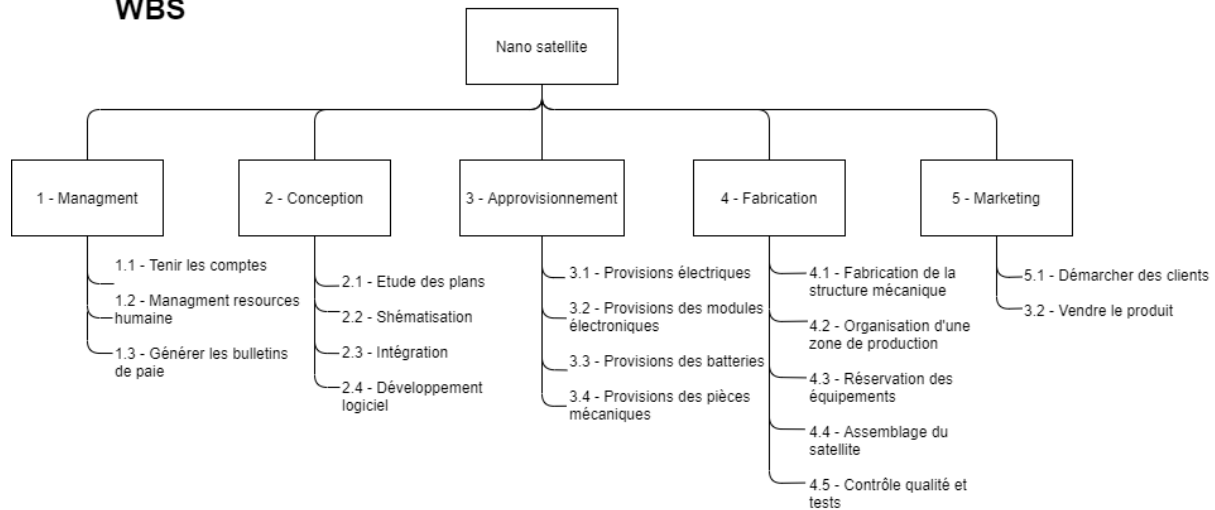 WBS
Nano satellite
1 - Managment
2 - Conception
3 - Approvisionnement
4 - Fabrication
5 - Marketing
1.1 - Tenir les comptes
1.2 - Managment resources
humaine
1.3 - Générer les bulletins
de paie
2.1 - Etude des plans
2.2 - Shématisation
2.3 - Intégration
2.4 - Développement
logiciel
3.1 - Provisions électriques
3.2 - Provisions des modules
électroniques
3.3 - Provisions des batteries
3.4 - Provisions des pièces
mécaniques
4.1 - Fabrication de la
structure mécanique
4.2 - Organisation d'une
zone de production
4.3 - Réservation des
équipements
4.4 - Assemblage du
satellite
4.5 - Contrôle qualité et
tests
5.1 - Démarcher des clients
3.2 - Vendre le produit